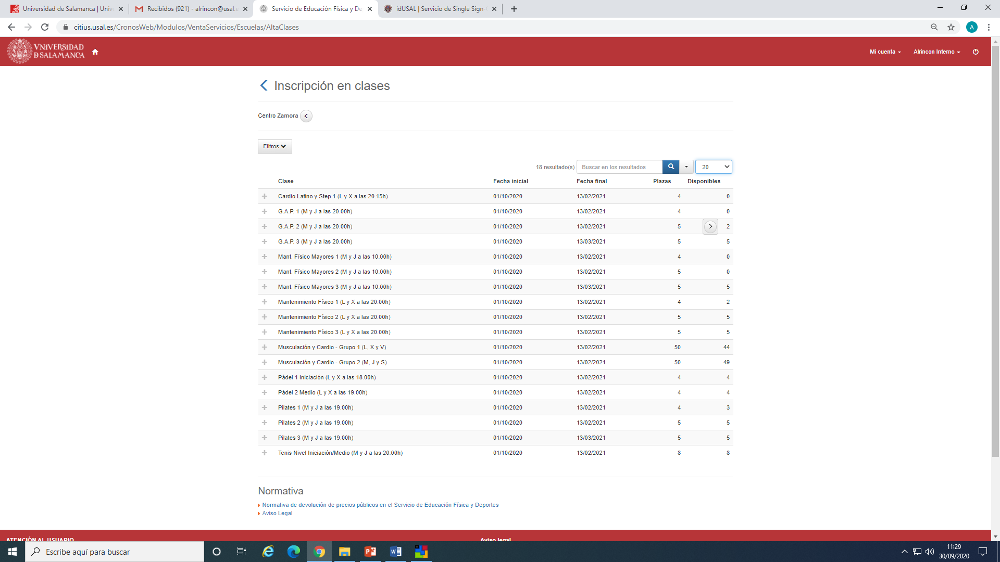 Universidad de Salamanca | Univ
Recibidos (921) - alrincon@usal.e
Servicio de Educación Física y De
idUSAL | Servicio de Single Sign-
citius.usal.es/CronosWeb/Modulos/VentaServicios/Escuelas/AltaClases
A
VNiVERSiDAD
D SALAMANCA
Mi cuenta
Alrincon Interno
Inscripción en clases
Centro Zamora
Filtros
18 resultado(s)
Buscar en los resultados
20
Clase Fecha inicial Fecha final Plazas Disponibles
Cardio Latino y Step 1 (L y X a las 20.15h) 01/10/2020 13/02/2021 4 0
G.A.P. 1 (M y J a las 20.00h) 01/10/2020 13/02/2021 4 0
G.A.P. 2 (M y J a las 20.00h) 01/10/2020 13/02/2021 5 2
G.A.P. 3 (M y J a las 20.00h) 01/10/2020 13/03/2021 5 5
Mant. Físico Mayores 1 (M y J a las 10.00h) 01/10/2020 13/02/2021 4 0
Mant. Físico Mayores 2 (M y J a las 10.00h) 01/10/2020 13/02/2021 5 0
Mant. Físico Mayores 3 (M y J a las 10.00h) 01/10/2020 13/03/2021 5 5
Mantenimiento Físico 1 (L y X a las 20.00h) 01/10/2020 13/02/2021 4 2
Mantenimiento Físico 2 (L y X a las 20.00h) 01/10/2020 13/02/2021 5 5
Mantenimiento Físico 3 (L y X a las 20.00h) 01/10/2020 13/02/2021 5 5
Musculación y Cardio - Grupo 1 (L, X y V) 01/10/2020 13/02/2021 50 44
Musculación y Cardio - Grupo 2 (M, J y S) 01/10/2020 13/02/2021 50 49
Pádel 1 Iniciación (L y X a las 18.00h) 01/10/2020 13/02/2021 4 4
Pádel 2 Medio (L y X a las 19.00h) 01/10/2020 13/02/2021 4 4
Pilates 1 (M y J a las 19.00h) 01/10/2020 13/02/2021 4 3
Pilates 2 (M y J a las 19.00h) 01/10/2020 13/02/2021 5 5
Pilates 3 (M y J a las 19.00h) 01/10/2020 13/03/2021 5 5
Tenis Nivel Iniciación/Medio (M y J a las 20:00h) 01/10/2020 13/02/2021 8 8
Normativa
Normativa de devolución de precios públicos en el Servicio de Educación Física y Deportes
Aviso Legal
ATENCIÓN AL USUARIO
Aviso legal
Escribe aquí para buscar
11:29
30/09/2020